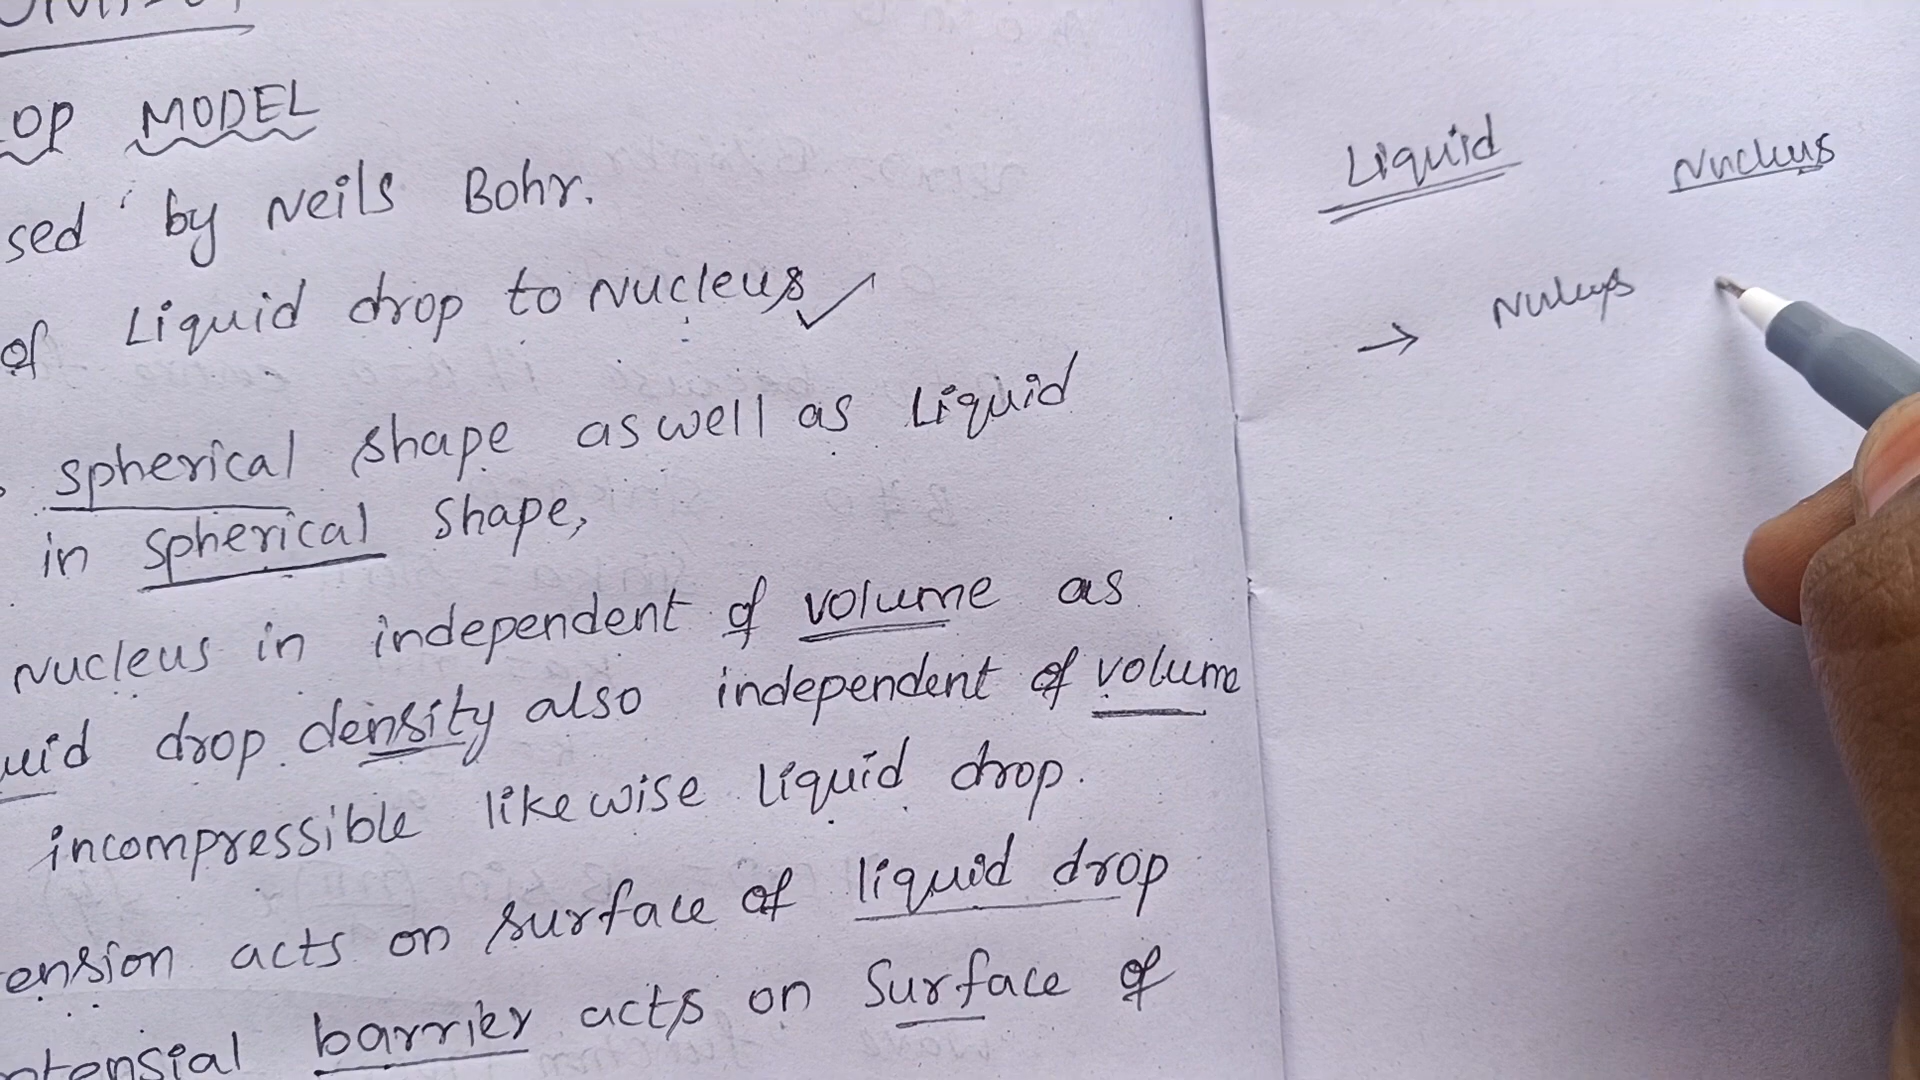 OP MODEL
sed by Neils Bohr.
of Liquid drop to Nucleus
spherical shape aswell as Liquid
in spherical shape,
Nucleus in independent of volume as
uid drop density also independent of volume
incompressible likewise liquid drop.
ension acts on surface of liquid drop
otensial barrier acts on surface of
Liquid Nucleus
→